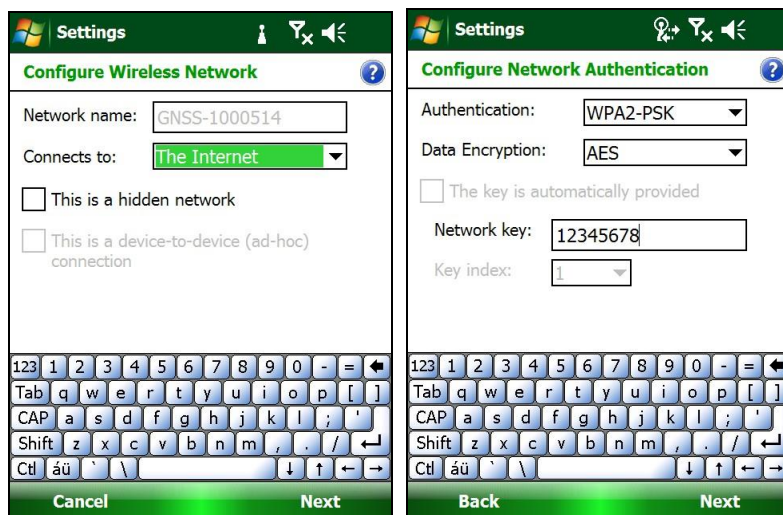 Settings
Configure Wireless Network
Network name: GNSS-1000514
Connects to: The Internet
This is a hidden network
This is a device-to-device (ad-hoc)
connection
123 1 2 3 4 5 6 7 8 9 0 - =
Tab q w e r t y u i o p [ ]
CAP a s d f g h j k l ; '
Shift z x c v b n m , . /
Ctl áü ` \
Cancel Next
Settings
Configure Network Authentication
Authentication: WPA2-PSK
Data Encryption: AES
The key is automatically provided
Network key: 12345678
Key index: 1
123 1 2 3 4 5 6 7 8 9 0 - =
Tab q w e r t y u i o p [ ]
CAP a s d f g h j k l ; '
Shift z x c v b n m , . /
Ctl áü ` \
Back Next